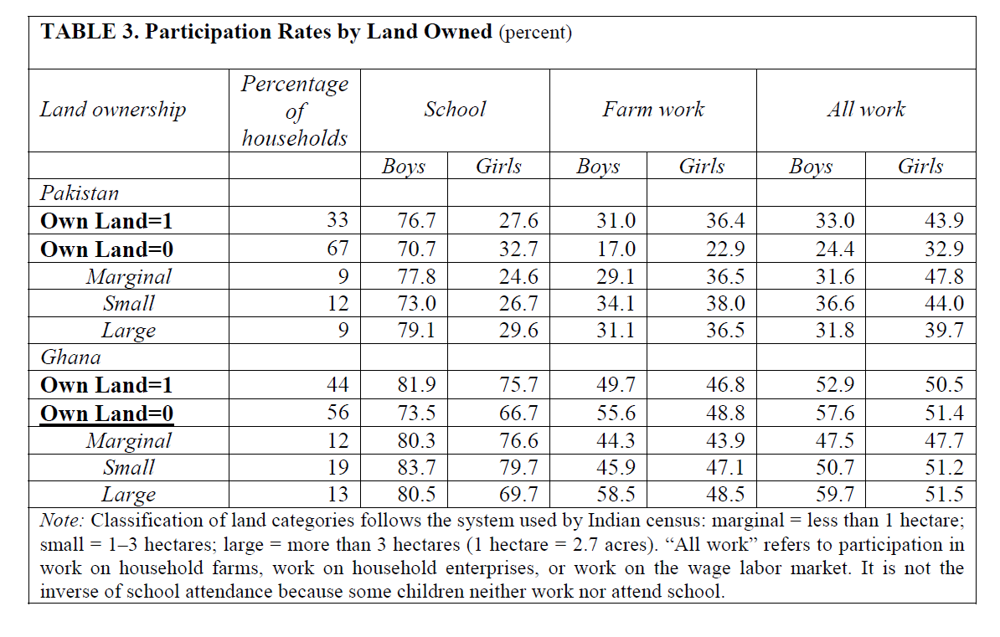 TABLE 3. Participation Rates by Land Owned (percent)
Land ownership Percentage of households School Farm work All work
Boys Girls Boys Girls Boys Girls
Pakistan
Own Land=1 33 76.7 27.6 31.0 36.4 33.0 43.9
Own Land=0 67 70.7 32.7 17.0 22.9 24.4 32.9
Marginal 9 77.8 24.6 29.1 36.5 31.6 47.8
Small 12 73.0 26.7 34.1 38.0 36.6 44.0
Large 9 79.1 29.6 31.1 36.5 31.8 39.7
Ghana
Own Land=1 44 81.9 75.7 49.7 46.8 52.9 50.5
Own Land=0 56 73.5 66.7 55.6 48.8 57.6 51.4
Marginal 12 80.3 76.6 44.3 43.9 47.5 47.7
Small 19 83.7 79.7 45.9 47.1 50.7 51.2
Large 13 80.5 69.7 58.5 48.5 59.7 51.5
Note: Classification of land categories follows the system used by Indian census: marginal = less than 1 hectare;
small = 1–3 hectares; large = more than 3 hectares (1 hectare = 2.7 acres). “All work” refers to participation in
work on household farms, work on household enterprises, or work on the wage labor market. It is not the
inverse of school attendance because some children neither work nor attend school.